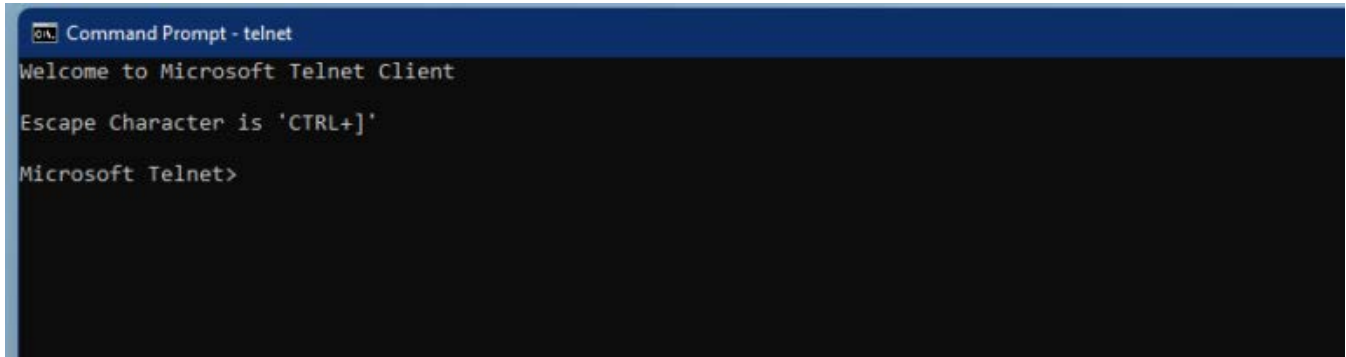 Command Prompt - telnet
Welcome to Microsoft Telnet Client
Escape Character is 'CTRL+]'
Microsoft Telnet>